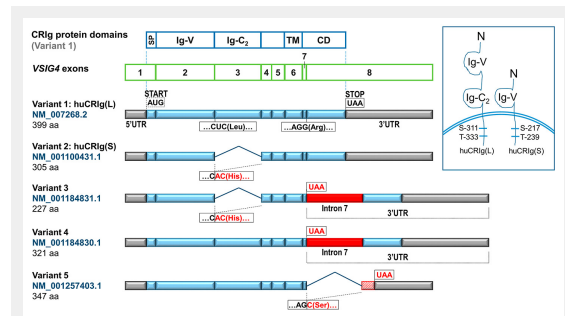 CRIg protein domains
(Variant 1)
SP
Ig-V
Ig-C2
TM
CD
VSIG4 exons
1
2
3
4
5
6
7
8
Variant 1: huCRIg(L)
NM_007268.2
399 aa
START
AUG
STOP
UAA
5'UTR
...CUC(Leu)...
...AGG(Arg)...
3'UTR
Variant 2: huCRIg(S)
NM_001100431.1
305 aa
...CAC(His)...
Variant 3
NM_001184831.1
227 aa
...CAC(His)...
UAA
Intron 7
3'UTR
Variant 4
NM_001184830.1
321 aa
UAA
Intron 7
3'UTR
Variant 5
NM_001257403.1
347 aa
UAA
...AGC(Ser)...
N
Ig-V
N
Ig-C2
Ig-V
S-311
T-333
S-217
T-239
huCRIg(L)
huCRIg(S)